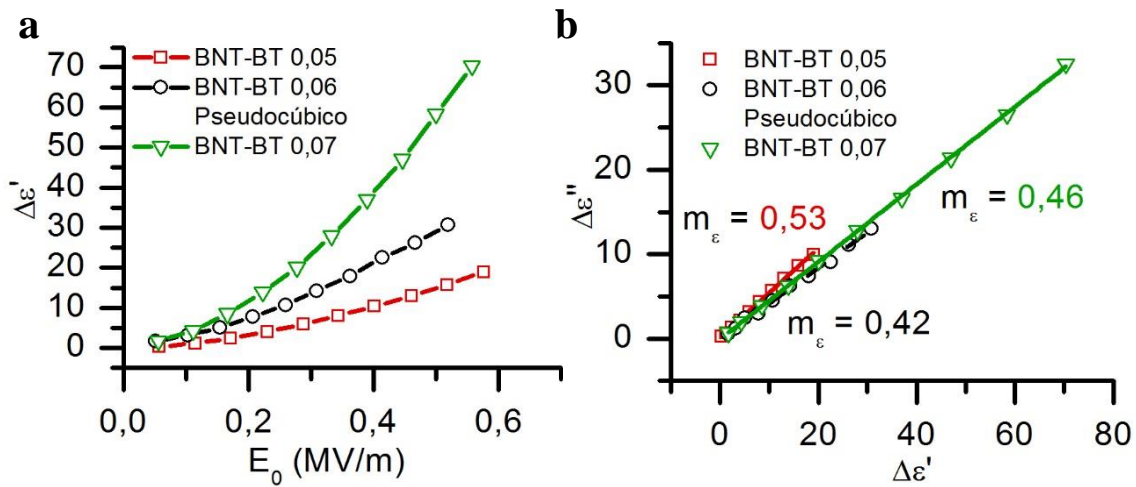 a
70
60
50
40
30
20
10
0
Δε'
0,0
0,2
0,4
0,6
E₀ (MV/m)
BNT-BT 0,05
BNT-BT 0,06
Pseudocúbico
BNT-BT 0,07
b
30
20
10
0
Δε''
0
20
40
60
80
Δε'
BNT-BT 0,05
BNT-BT 0,06
Pseudocúbico
BNT-BT 0,07
mε = 0,53
mε = 0,46
mε = 0,42